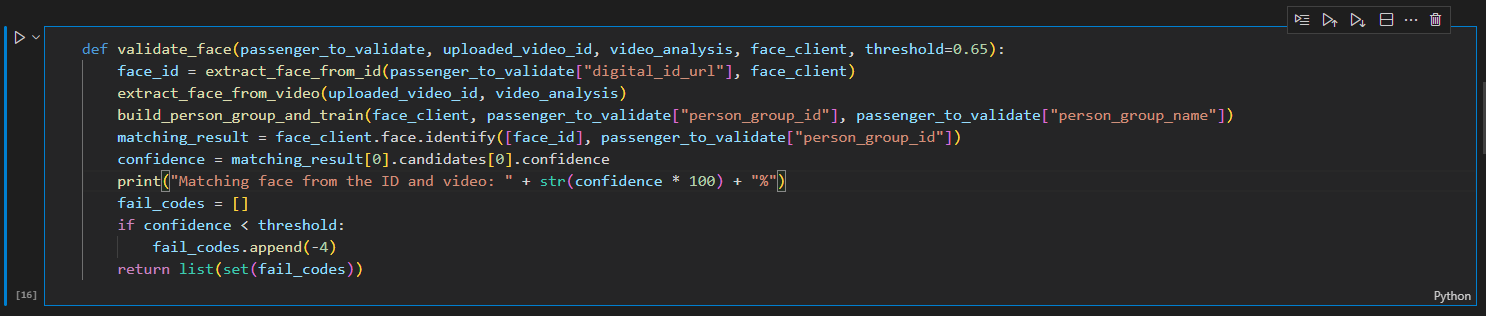 def validate_face(passenger_to_validate, uploaded_video_id, video_analysis, face_client, threshold=0.65):
    face_id = extract_face_from_id(passenger_to_validate["digital_id_url"], face_client)
    extract_face_from_video(uploaded_video_id, video_analysis)
    build_person_group_and_train(face_client, passenger_to_validate["person_group_id"], passenger_to_validate["person_group_name"])
    matching_result = face_client.face.identify([face_id], passenger_to_validate["person_group_id"])
    confidence = matching_result[0].candidates[0].confidence
    print("Matching face from the ID and video: " + str(confidence * 100) + "%")
    fail_codes = []
    if confidence < threshold:
        fail_codes.append(-4)
    return list(set(fail_codes))
[16]
Python